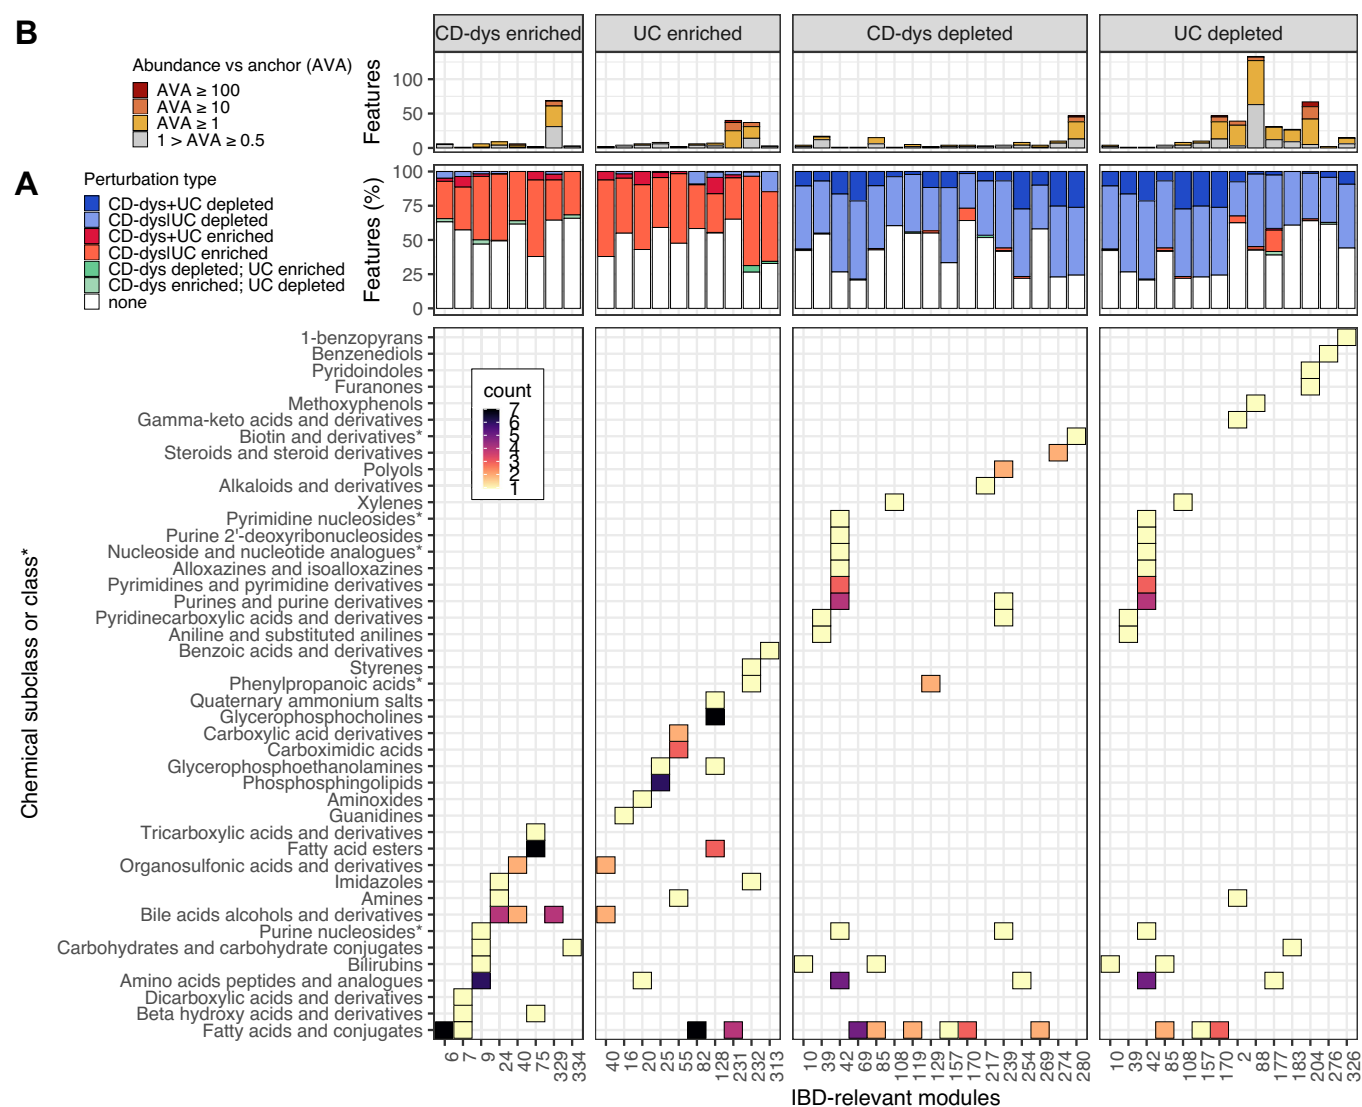 B
CD-dys enriched
UC enriched
CD-dys depleted
UC depleted
Abundance vs anchor (AVA)
AVA ≥ 100
AVA ≥ 10
AVA ≥ 1
1 > AVA ≥ 0.5
Features
100
50
0
A
Perturbation type
CD-dys+UC depleted
CD-dys|UC depleted
CD-dys+UC enriched
CD-dys|UC enriched
CD-dys depleted; UC enriched
CD-dys enriched; UC depleted
none
Features (%)
100
75
50
25
0
Chemical subclass or class*
1-benzopyrans
Benzenediols
Pyridoindoles
Furanones
Methoxyphenols
Gamma-keto acids and derivatives
Biotin and derivatives*
Steroids and steroid derivatives
Polyols
Alkaloids and derivatives
Xylenes
Pyrimidine nucleosides*
Purine 2'-deoxyribonucleosides
Nucleoside and nucleotide analogues*
Alloxazines and isoalloxazines
Pyrimidines and pyrimidine derivatives
Purines and purine derivatives
Pyridinecarboxylic acids and derivatives
Aniline and substituted anilines
Benzoic acids and derivatives
Styrenes
Phenylpropanoic acids*
Quaternary ammonium salts
Glycerophosphocholines
Carboxylic acid derivatives
Carboximidic acids
Glycerophosphoethanolamines
Phosphosphingolipids
Aminoxides
Guanidines
Tricarboxylic acids and derivatives
Fatty acid esters
Organosulfonic acids and derivatives
Imidazoles
Amines
Bile acids alcohols and derivatives
Purine nucleosides*
Carbohydrates and carbohydrate conjugates
Bilirubins
Amino acids peptides and analogues
Dicarboxylic acids and derivatives
Beta hydroxy acids and derivatives
Fatty acids and conjugates
count
7
6
5
4
3
2
1
6 7 9 24 40 75 329 334
40 16 20 25 55 82 128 231 232 313
10 39 42 69 85 108 119 129 157 170 217 239 254 269 274 280
10 39 42 85 108 157 170 2 88 177 183 204 276 326
IBD-relevant modules